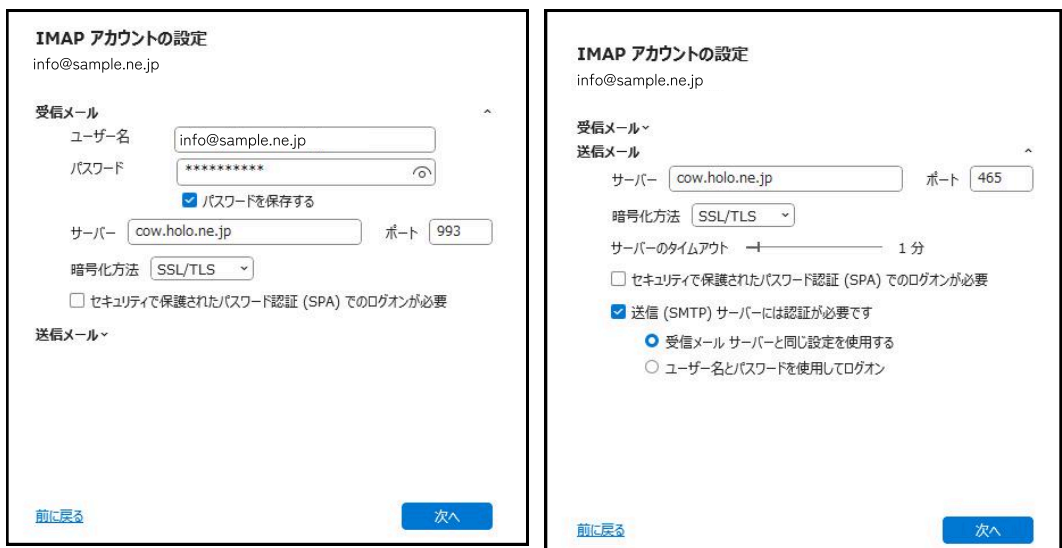 IMAP アカウントの設定
info@sample.ne.jp
受信メール
ユーザー名 info@sample.ne.jp
パスワード **********
パスワードを保存する
サーバー cow.holo.ne.jp ポート 993
暗号化方法 SSL/TLS
セキュリティで保護されたパスワード認証 (SPA) でのログオンが必要
送信メール
前に戻る 次へ
IMAP アカウントの設定
info@sample.ne.jp
受信メール
送信メール
サーバー cow.holo.ne.jp ポート 465
暗号化方法 SSL/TLS
サーバーのタイムアウト 1 分
セキュリティで保護されたパスワード認証 (SPA) でのログオンが必要
送信 (SMTP) サーバーには認証が必要です
受信メール サーバーと同じ設定を使用する
ユーザー名とパスワードを使用してログオン
前に戻る 次へ